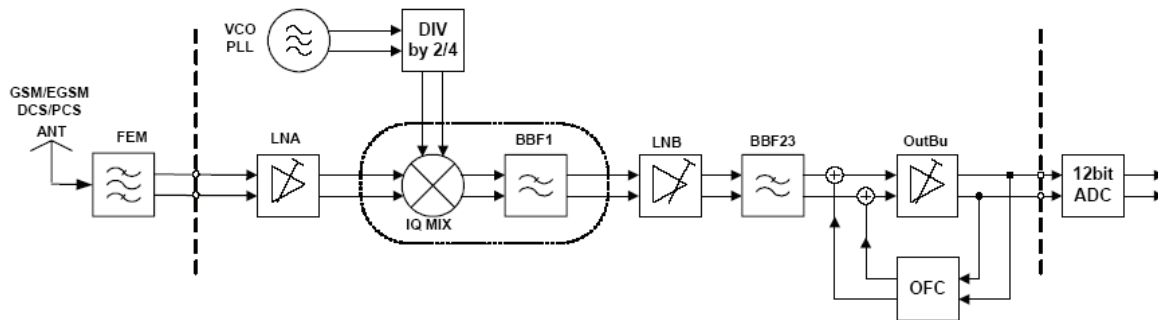 VCO
PLL
DIV
by 2/4
GSM/EGSM
DCS/PCS
ANT
FEM
LNA
BBF1
LNB
BBF23
OutBu
12bit
ADC
IQ MIX
OFC